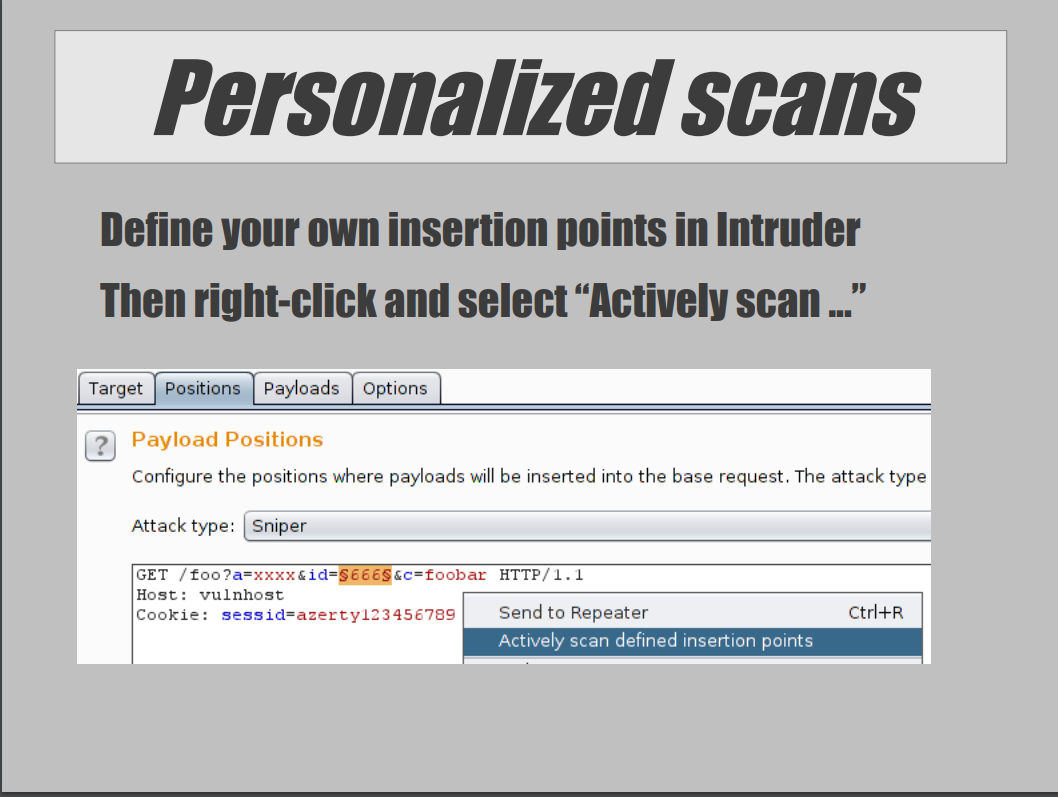 Personalized scans
Define your own insertion points in Intruder
Then right-click and select “Actively scan ...”
Target Positions Payloads Options
? Payload Positions
Configure the positions where payloads will be inserted into the base request. The attack type
Attack type: Sniper
GET /foo?a=xxxx&id=§666§&c=foobar HTTP/1.1
Host: vulnhost
Cookie: sessid=azerty123456789
Send to Repeater Ctrl+R
Actively scan defined insertion points